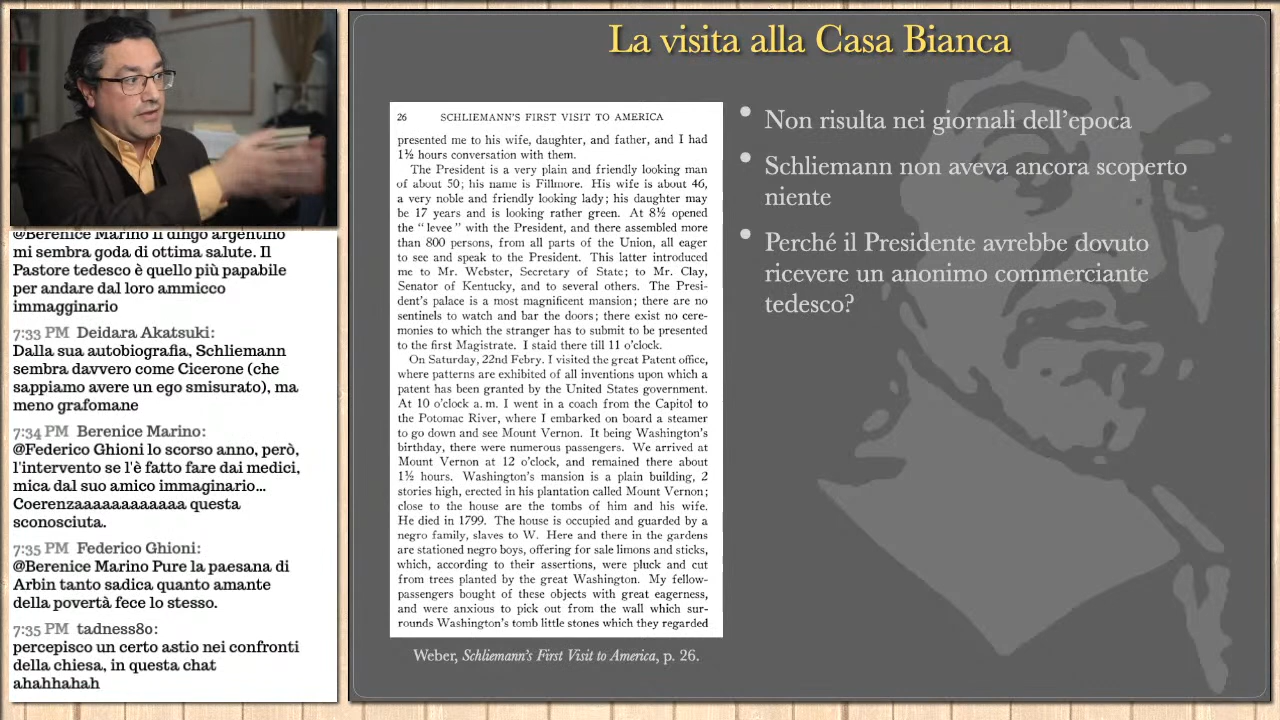 La visita alla Casa Bianca
@Berenice Marino Il dingo argentino
mi sembra goda di ottima salute. Il
Pastore tedesco è quello più papabile
per andare dal loro ammicco
immagginario
7:33 PM Deidara Akatsuki:
Dalla sua autobiografia, Schliemann
sembra davvero come Cicerone (che
sappiamo avere un ego smisurato), ma
meno grafomane
7:34 PM Berenice Marino:
@Federico Ghioni lo scorso anno, però,
l'intervento se l'è fatto fare dai medici,
mica dal suo amico immaginario...
Coerenzaaaaaaaaaaaa questa
sconosciuta.
7:35 PM Federico Ghioni:
@Berenice Marino Pure la paesana di
Arbin tanto sadica quanto amante
della povertà fece lo stesso.
7:35 PM tadness80:
percepisco un certo astio nei confronti
della chiesa, in questa chat
ahahhahah
26 SCHLIEMANN'S FIRST VISIT TO AMERICA
presented me to his wife, daughter, and father, and I had
1½ hours conversation with them.
The President is a very plain and friendly looking man
of about 50; his name is Fillmore. His wife is about 46,
a very noble and friendly looking lady; his daughter may
be 17 years and is looking rather green. At 8½ opened
the “levee” with the President, and there assembled more
than 800 persons, from all parts of the Union, all eager
to see and speak to the President. This latter introduced
me to Mr. Webster, Secretary of State; to Mr. Clay,
Senator of Kentucky, and to several others. The Presi-
dent's palace is a most magnificent mansion; there are no
sentinels to watch and bar the doors; there exist no cere-
monies to which the stranger has to submit to be presented
to the first Magistrate. I staid there till 11 o'clock.
On Saturday, 22nd Febry. I visited the great Patent office,
where patterns are exhibited of all inventions upon which a
patent has been granted by the United States government.
At 10 o'clock a. m. I went in a coach from the Capitol to
the Potomac River, where I embarked on board a steamer
to go down and see Mount Vernon. It being Washington's
birthday, there were numerous passengers. We arrived at
Mount Vernon at 12 o'clock, and remained there about
1½ hours. Washington's mansion is a plain building, 2
stories high, erected in his plantation called Mount Vernon;
close to the house are the tombs of him and his wife.
He died in 1799. The house is occupied and guarded by a
negro family, slaves to W. Here and there in the gardens
are stationed negro boys, offering for sale limons and sticks,
which, according to their assertions, were pluck and cut
from trees planted by the great Washington. My fellow-
passengers bought of these objects with great eagerness,
and were anxious to pick out from the wall which sur-
rounds Washington's tomb little stones which they regarded
Weber, Schliemann's First Visit to America, p. 26.
• Non risulta nei giornali dell'epoca
• Schliemann non aveva ancora scoperto
niente
• Perché il Presidente avrebbe dovuto
ricevere un anonimo commerciante
tedesco?